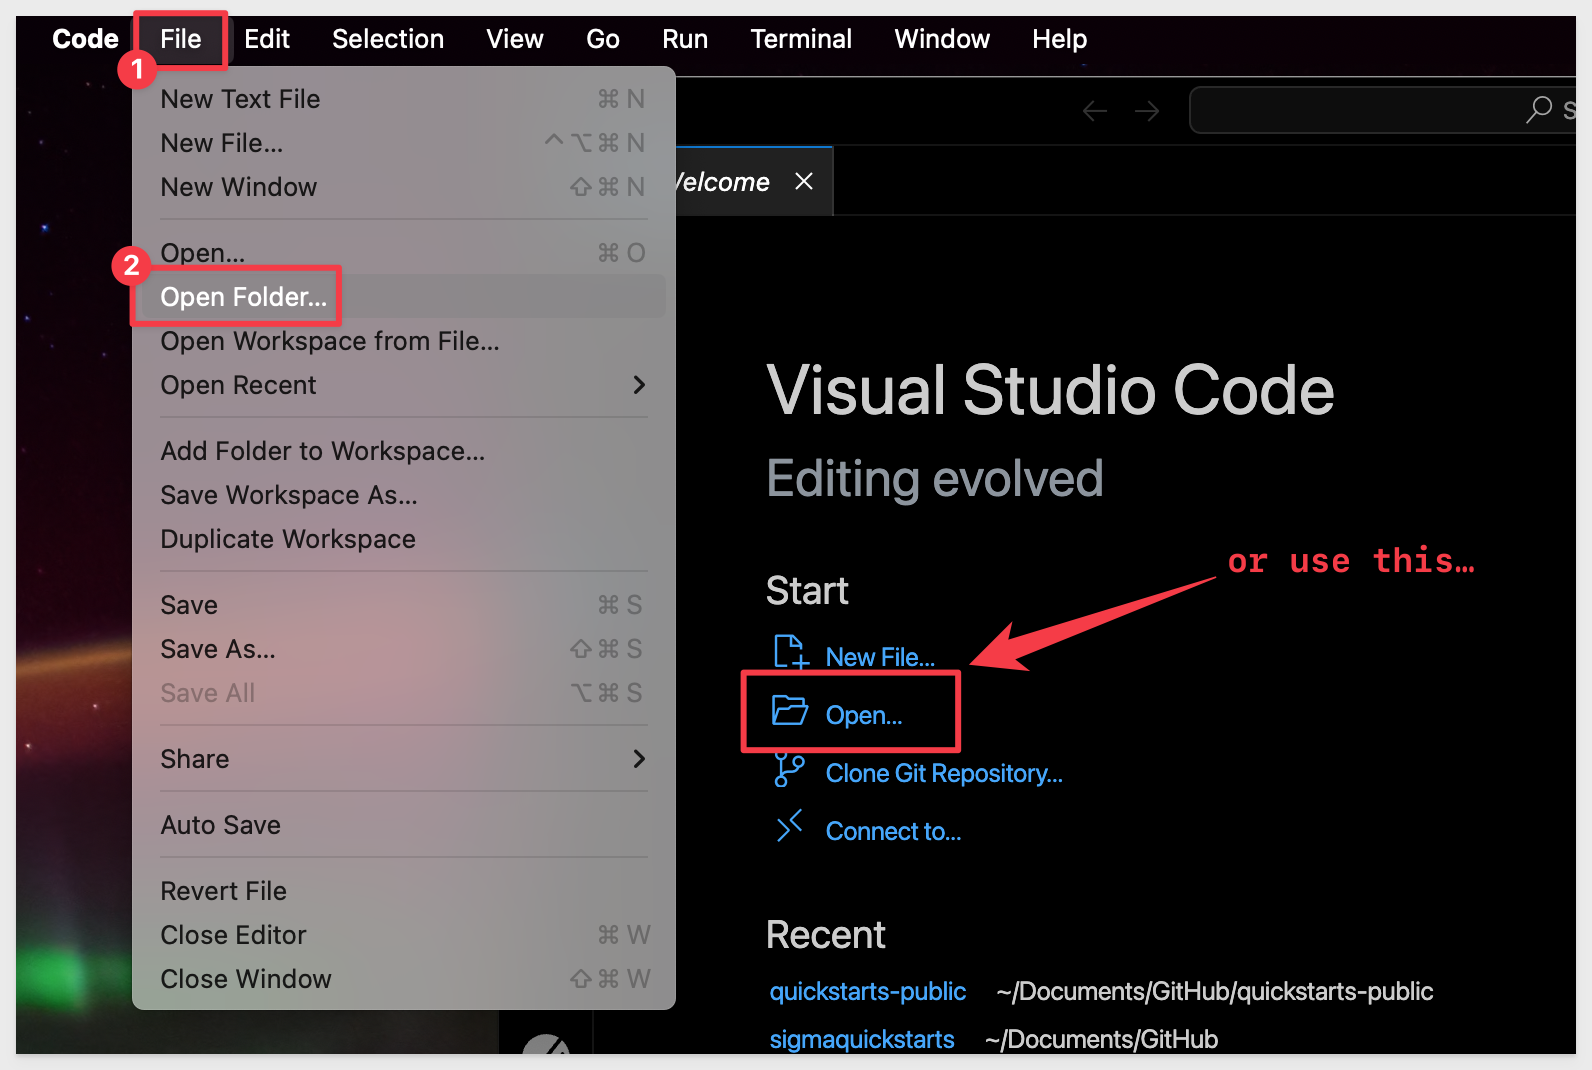 Code File Edit Selection View Go Run Terminal Window Help
1
New Text File ⌘ N
New File... ^ ⌥ ⌘ N
New Window ⇧ ⌘ N
Open... ⌘ O
2
Open Folder...
Open Workspace from File...
Open Recent >
Add Folder to Workspace...
Save Workspace As...
Duplicate Workspace
Save ⌘ S
Save As... ⇧ ⌘ S
Save All ⌥ ⌘ S
Share >
Auto Save
Revert File
Close Editor ⌘ W
Close Window ⇧ ⌘ W
S
elcome
Visual Studio Code
Editing evolved
or use this...
Start
New File...
Open...
Clone Git Repository...
Connect to...
Recent
quickstarts-public ~/Documents/GitHub/quickstarts-public
sigmaquickstarts ~/Documents/GitHub